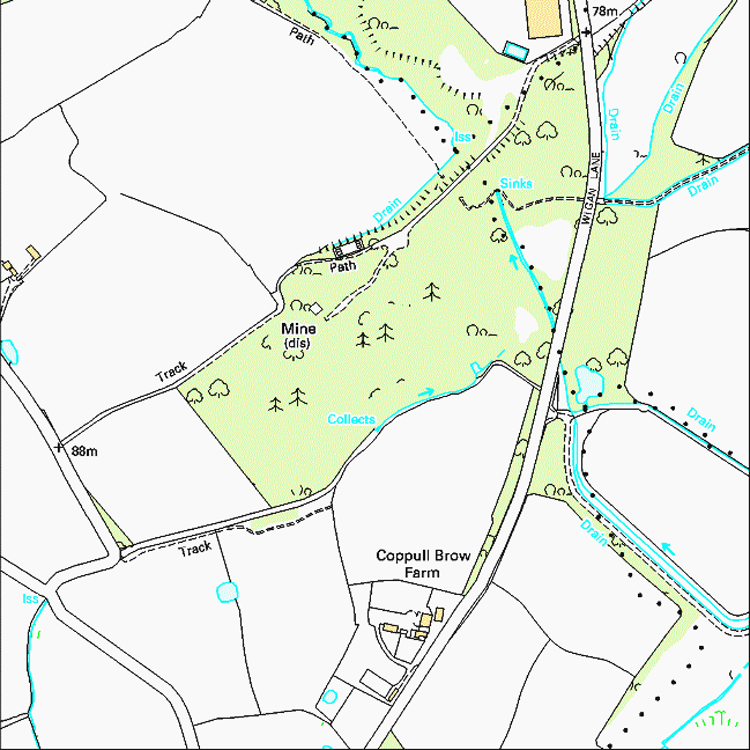 78m
Path
Drain
Drain
Iss
WIGAN LANE
Sinks
Drain
Drain
Path
Mine
(dis)
Track
Collects
Drain
88m
Drain
Track
Coppull Brow
Farm
Iss